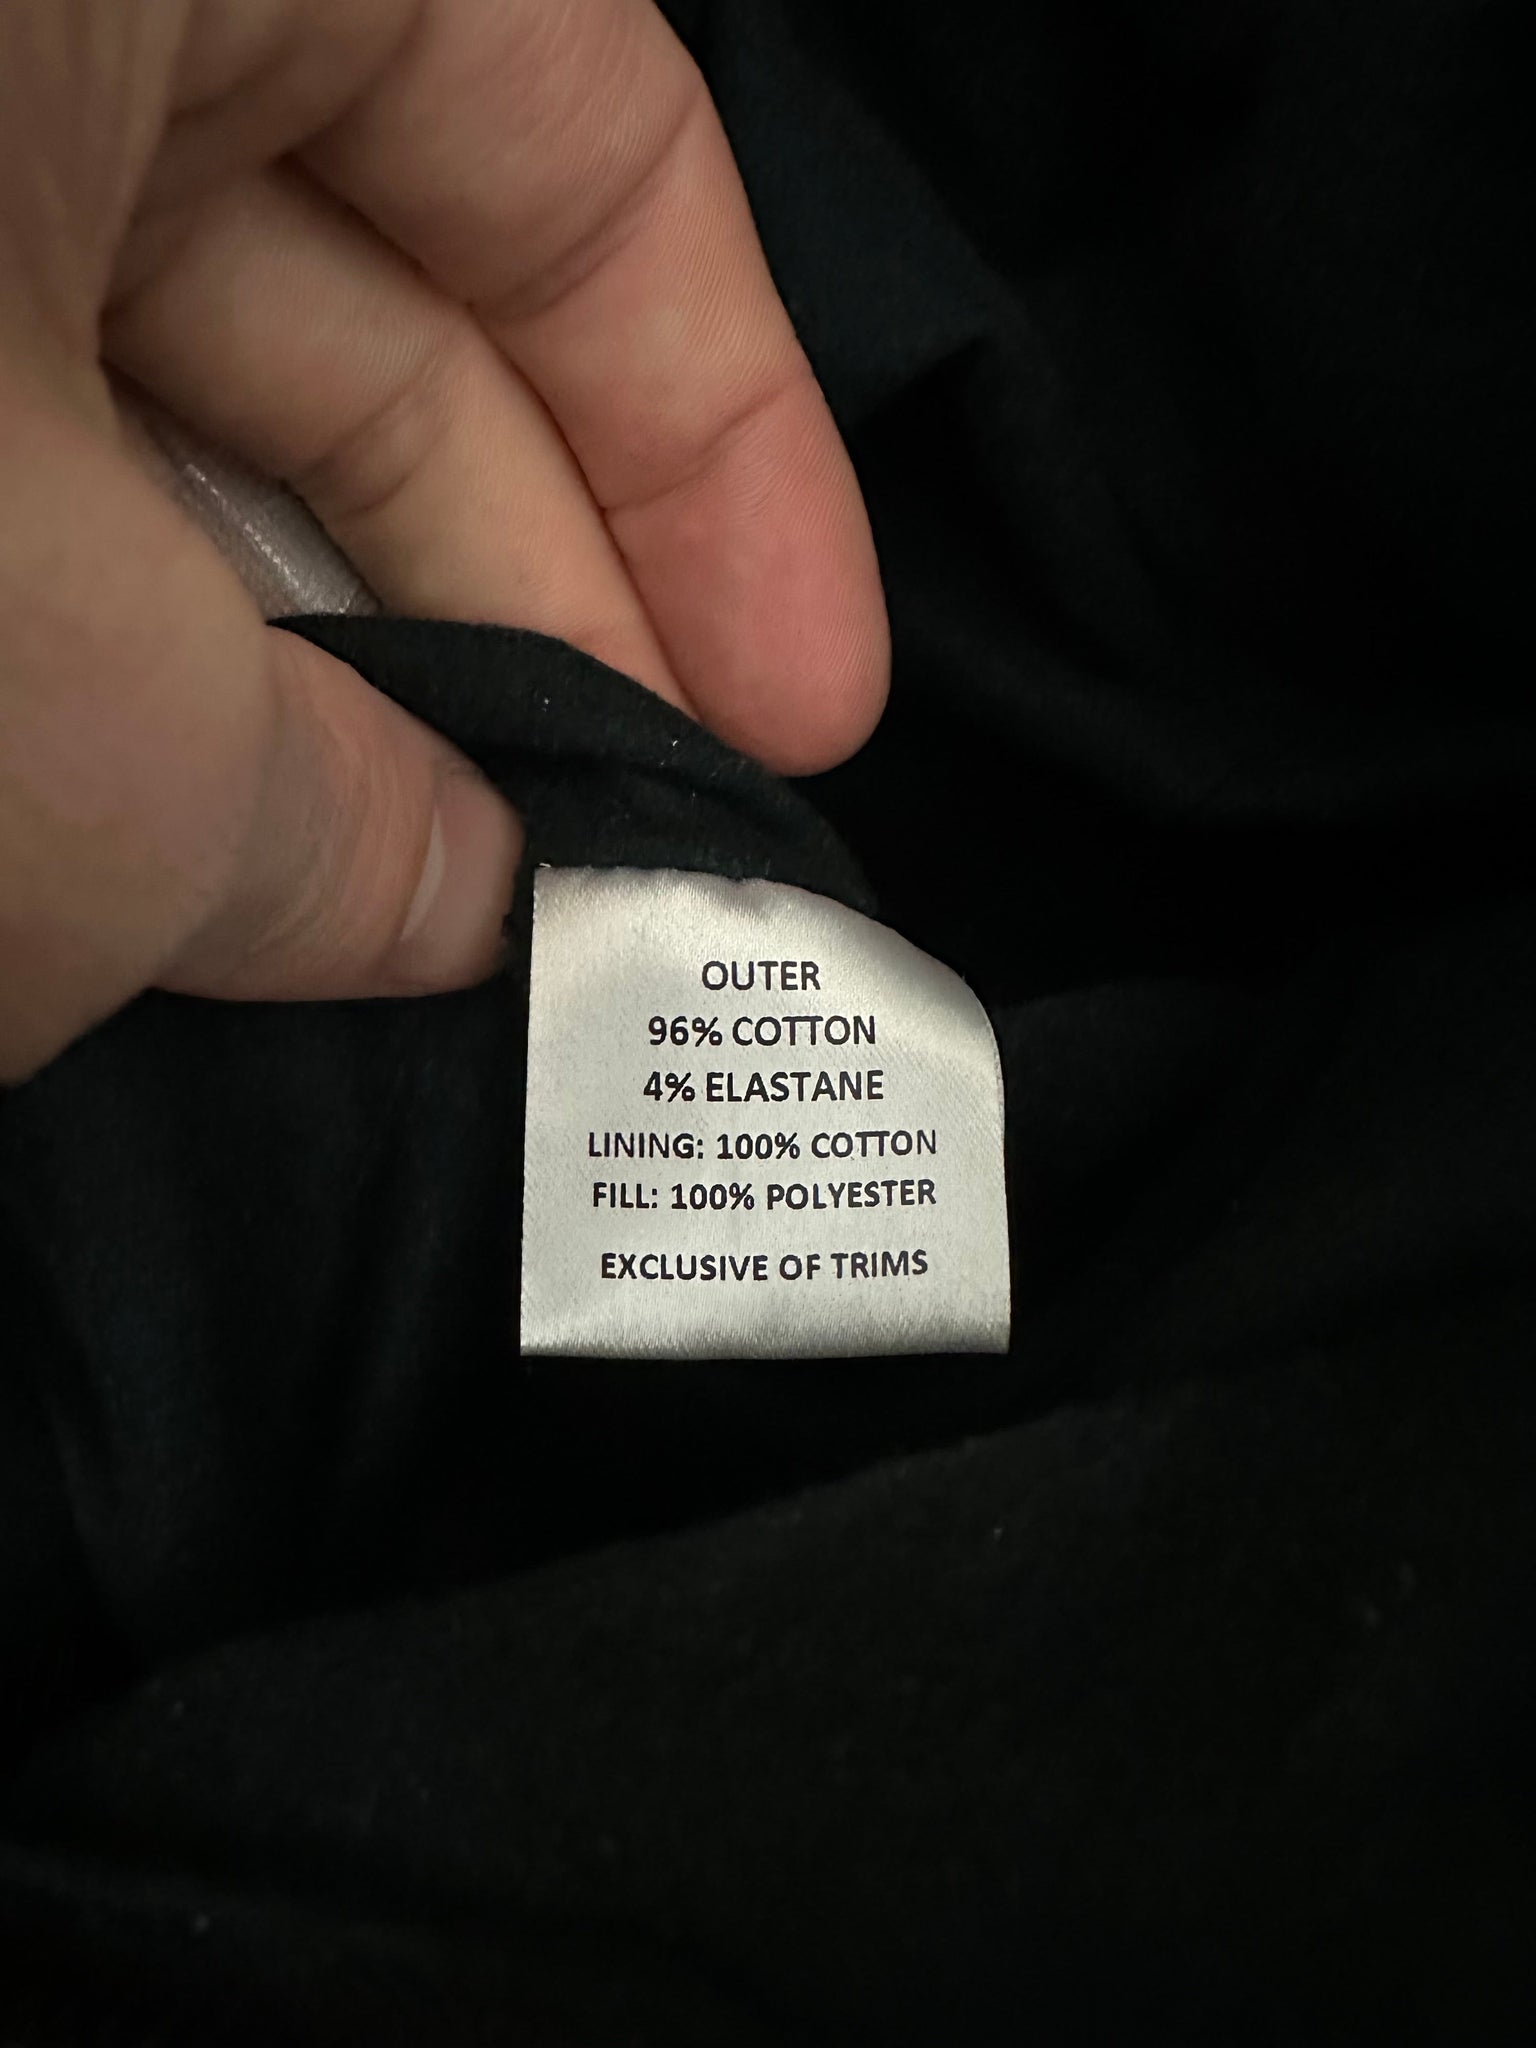 OUTER
96% COTTON
4% ELASTANE
LINING: 100% COTTON
FILL: 100% POLYESTER
EXCLUSIVE OF TRIMS